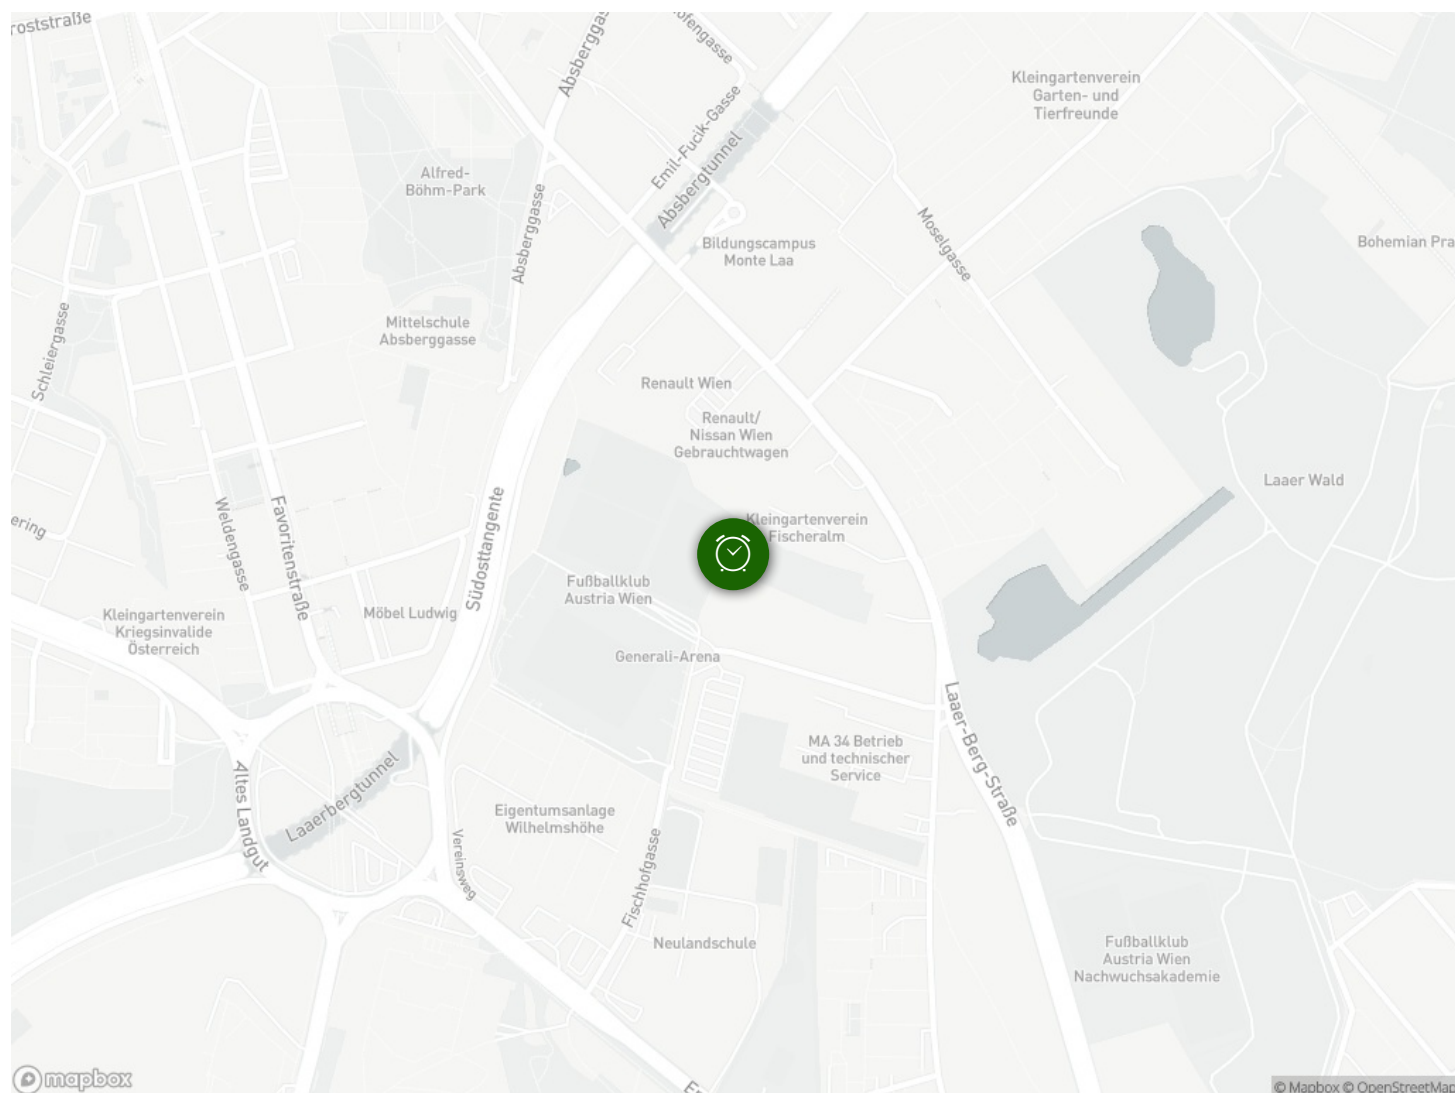 roststraße
Absberggasse
ofengasse
Kleingartenverein
Garten- und
Tierfreunde
Emil-Fucik-Gasse
Absbergtunnel
Alfred-
Böhm-Park
Absberggasse
Moselgasse
Bildungscampus
Monte Laa
Bohemian Pra
Schleiergasse
Mittelschule
Absberggasse
Renault Wien
Renault/
Nissan Wien
Gebrauchtwagen
Laaer Wald
ering
Weldengasse
Favoritenstraße
Südosttangente
Kleingartenverein
Fischeralm
Fußballklub
Austria Wien
Möbel Ludwig
Kleingartenverein
Kriegsinvalide
Österreich
Generali-Arena
Laaer-Berg-Straße
MA 34 Betrieb
und technischer
Service
Altes Landgut
Laaerbergtunnel
Eigentumsanlage
Wilhelmshöhe
Vereinsweg
Fischhofgasse
Neulandschule
Fußballklub
Austria Wien
Nachwuchsakademie
mapbox
© Mapbox © OpenStreetMap